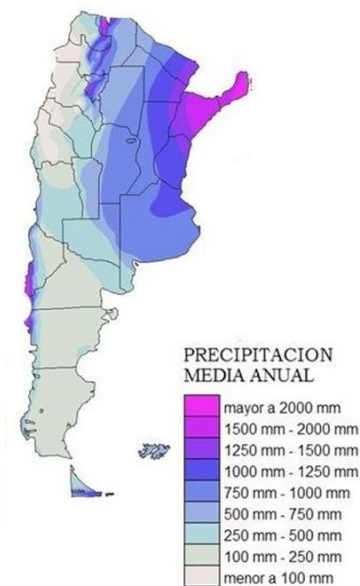 PRECIPITACION
MEDIA ANUAL
mayor a 2000 mm
1500 mm - 2000 mm
1250 mm - 1500 mm
1000 mm - 1250 mm
750 mm - 1000 mm
500 mm - 750 mm
250 mm - 500 mm
100 mm - 250 mm
menor a 100 mm